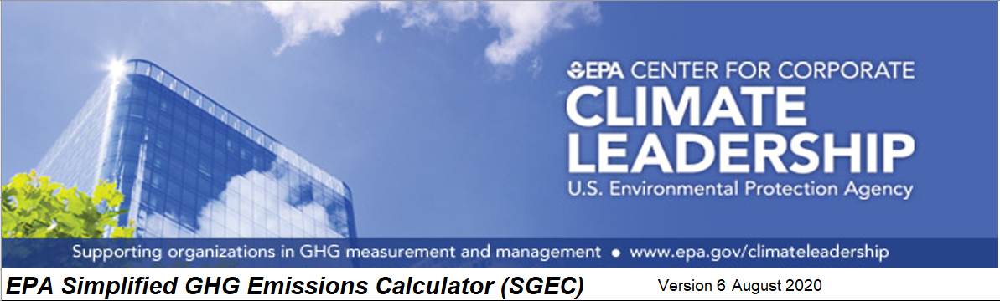 EPA CENTER FOR CORPORATE
CLIMATE
LEADERSHIP
U.S. Environmental Protection Agency
Supporting organizations in GHG measurement and management ● www.epa.gov/climateleadership
EPA Simplified GHG Emissions Calculator (SGEC) Version 6 August 2020